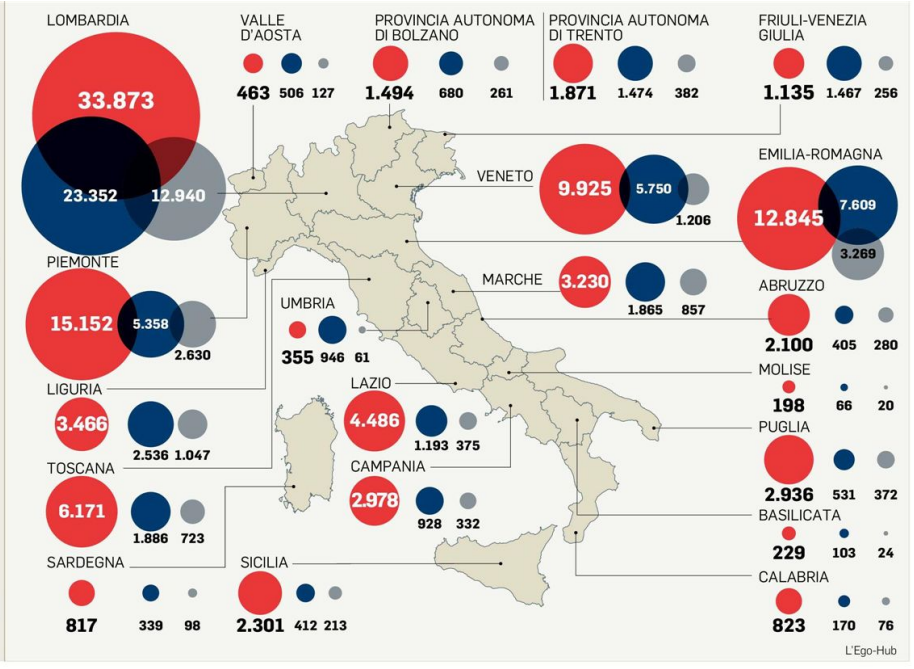 LOMBARDIA
33.873
23.352
12.940
VALLE
D'AOSTA
463 506 127
PROVINCIA AUTONOMA
DI BOLZANO
1.494 680 261
PROVINCIA AUTONOMA
DI TRENTO
1.871 1.474 382
FRIULI-VENEZIA
GIULIA
1.135 1.467 256
VENETO
9.925
5.750
1.206
EMILIA-ROMAGNA
12.845
7.609
3.269
PIEMONTE
15.152
5.358
2.630
MARCHE
3.230
1.865 857
UMBRIA
355 946 61
ABRUZZO
2.100 405 280
LIGURIA
3.466
2.536 1.047
LAZIO
4.486
1.193 375
MOLISE
198 66 20
PUGLIA
2.936 531 372
TOSCANA
6.171
1.886 723
CAMPANIA
2.978
928 332
BASILICATA
229 103 24
SARDEGNA
817 339 98
SICILIA
2.301 412 213
CALABRIA
823 170 76
L'Ego-Hub